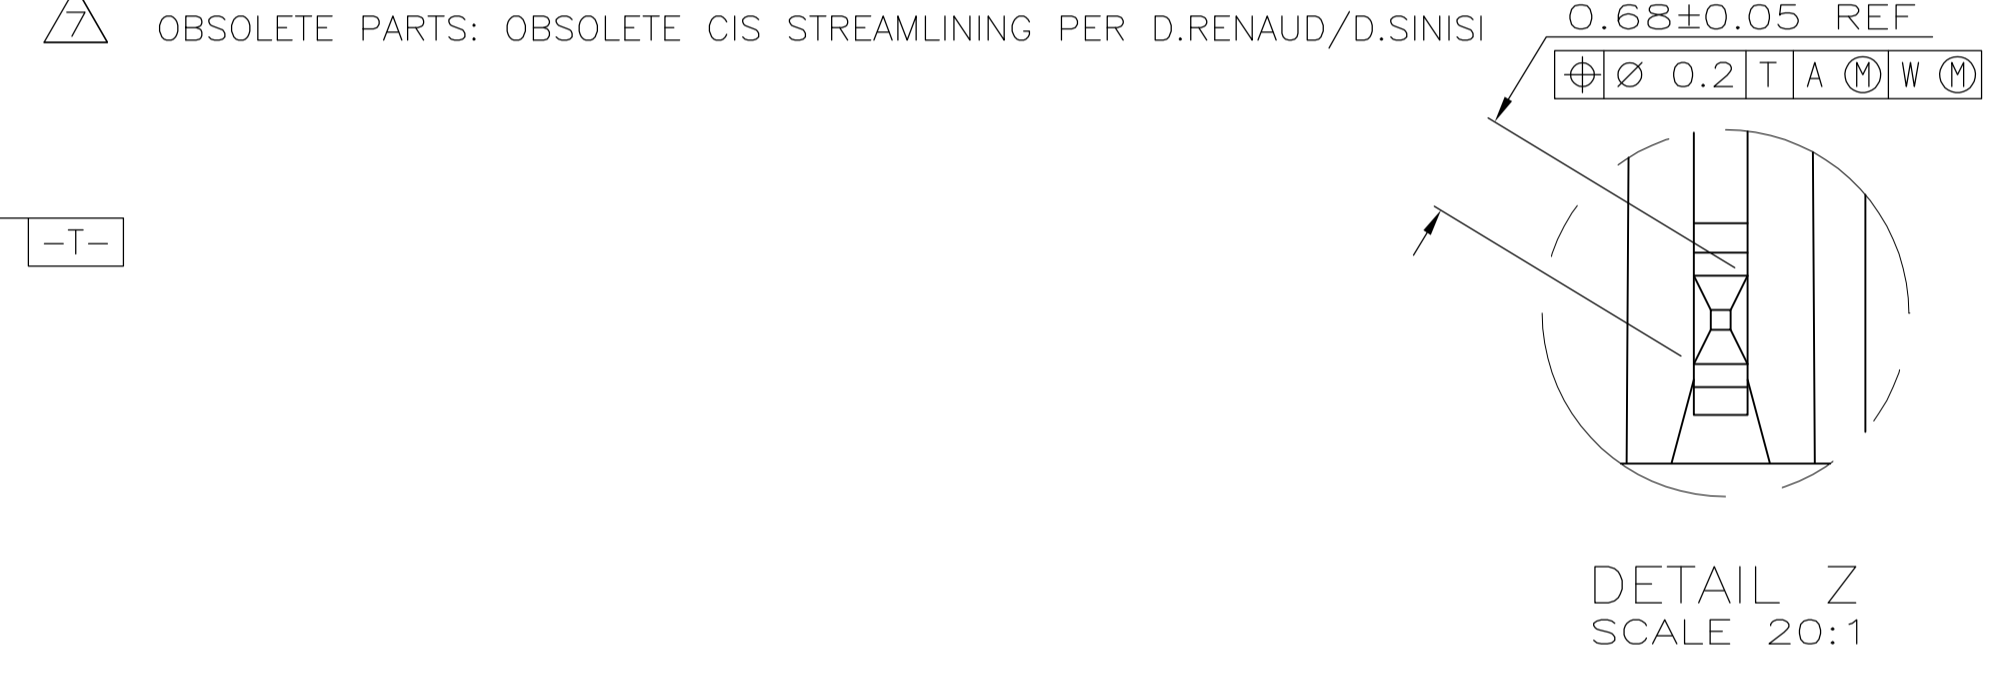 7 OBSOLETE PARTS: OBSOLETE CIS STREAMLINING PER D.RENAUD/D.SINISI
0.68±0.05 REF
⌖ Ø 0.2 T A Ⓜ W Ⓜ
-T-
DETAIL Z
SCALE 20:1